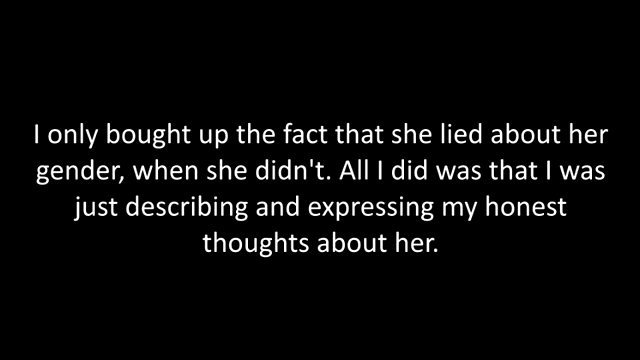 I only bought up the fact that she lied about her
gender, when she didn't. All I did was that I was
just describing and expressing my honest
thoughts about her.